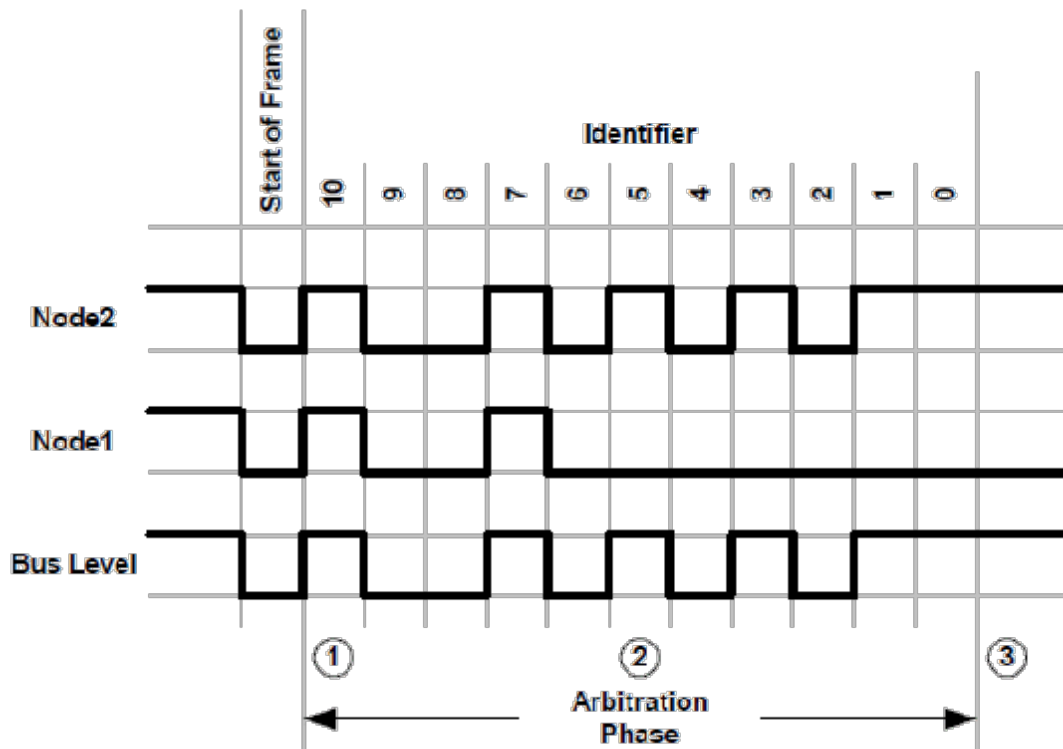 Start of Frame
Identifier
10 9 8 7 6 5 4 3 2 1 0
Node2
Node1
Bus Level
1 2 3
Arbitration
Phase